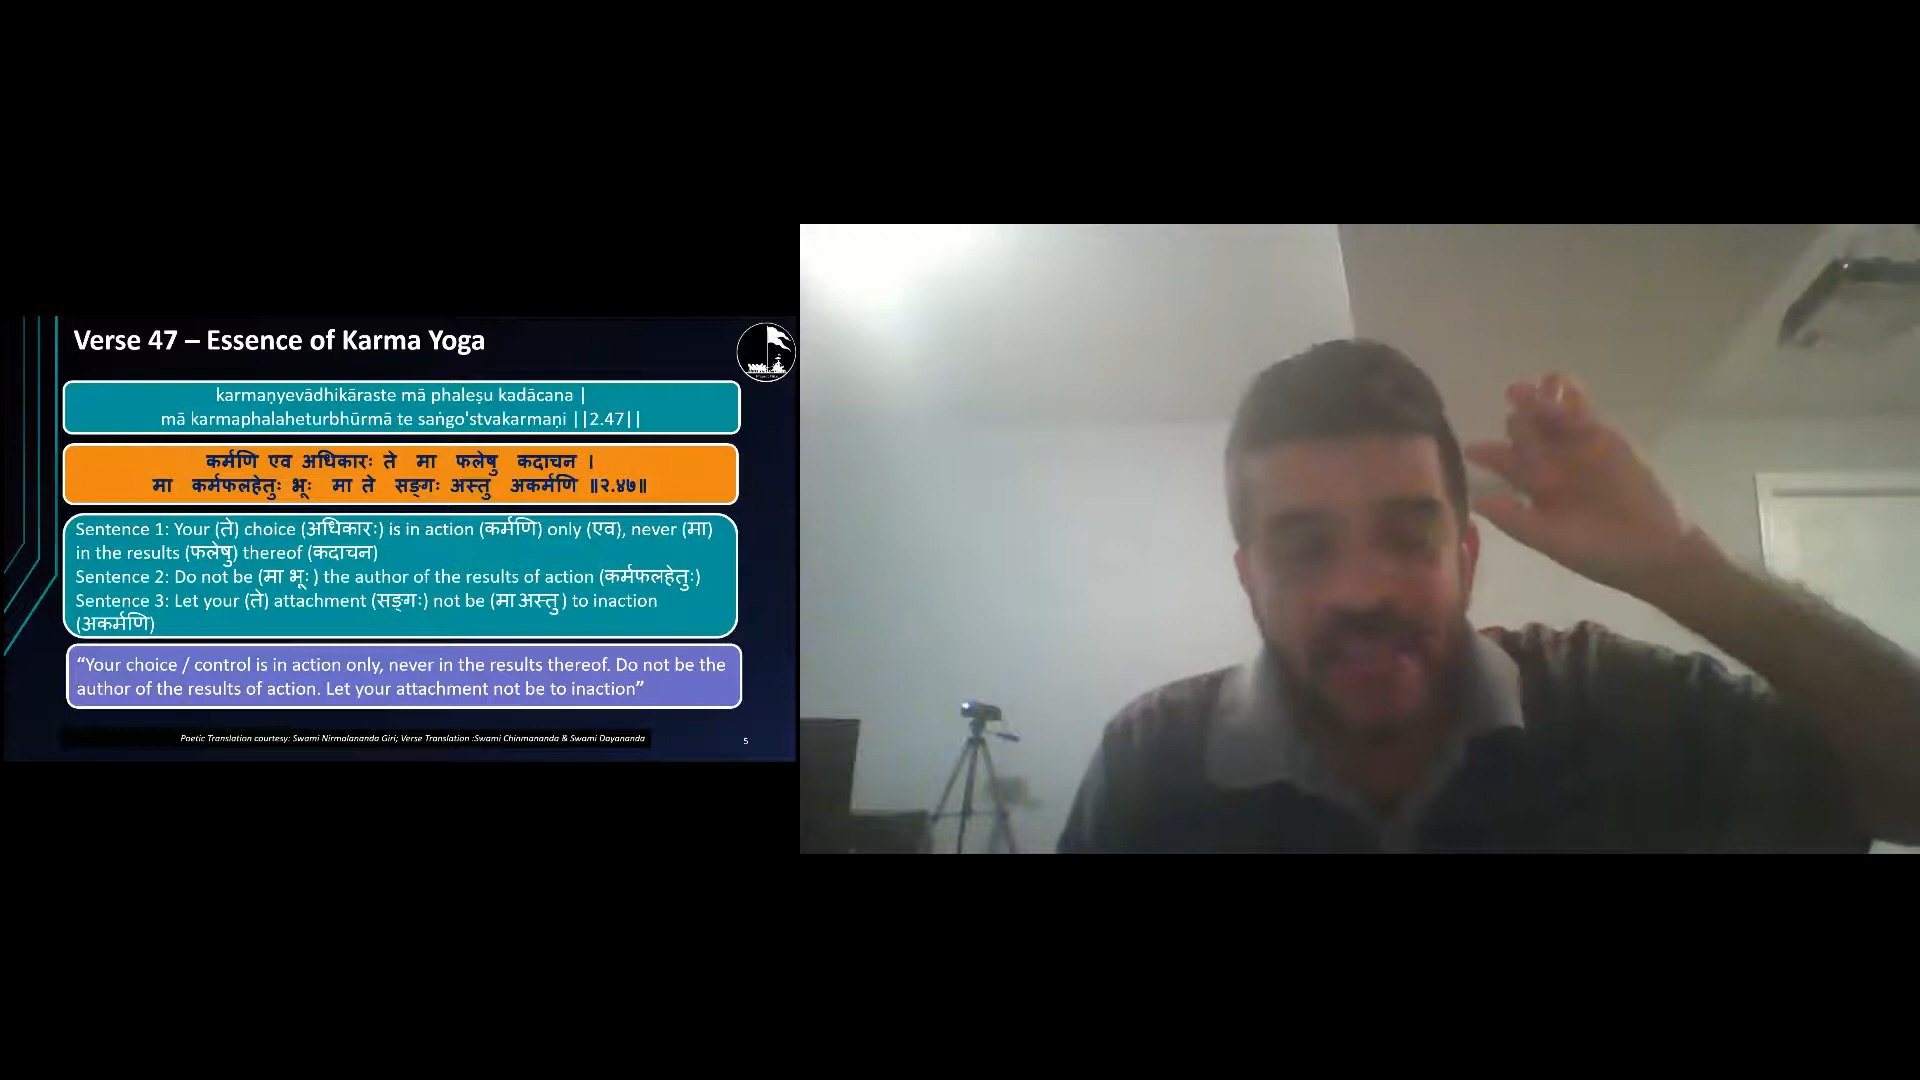 Verse 47 – Essence of Karma Yoga
karmaṇyevādhikāraste mā phaleṣu kadācana |
mā karmaphalaheturbhūrmā te saṅgo'stvakarmaṇi ||2.47||
कर्मणि एव अधिकारः ते मा फलेषु कदाचन ।
मा कर्मफलहेतुः भूः मा ते सङ्गः अस्तु अकर्मणि ॥२.४७॥
Sentence 1: Your (ते) choice (अधिकारः) is in action (कर्मणि) only (एव), never (मा)
in the results (फलेषु) thereof (कदाचन)
Sentence 2: Do not be (मा भूः ) the author of the results of action (कर्मफलहेतुः)
Sentence 3: Let your (ते) attachment (सङ्गः) not be (मा अस्तु ) to inaction
(अकर्मणि)
“Your choice / control is in action only, never in the results thereof. Do not be the
author of the results of action. Let your attachment not be to inaction”
Poetic Translation courtesy: Swami Nirmalananda Giri; Verse Translation :Swami Chinmananda & Swami Dayananda
5